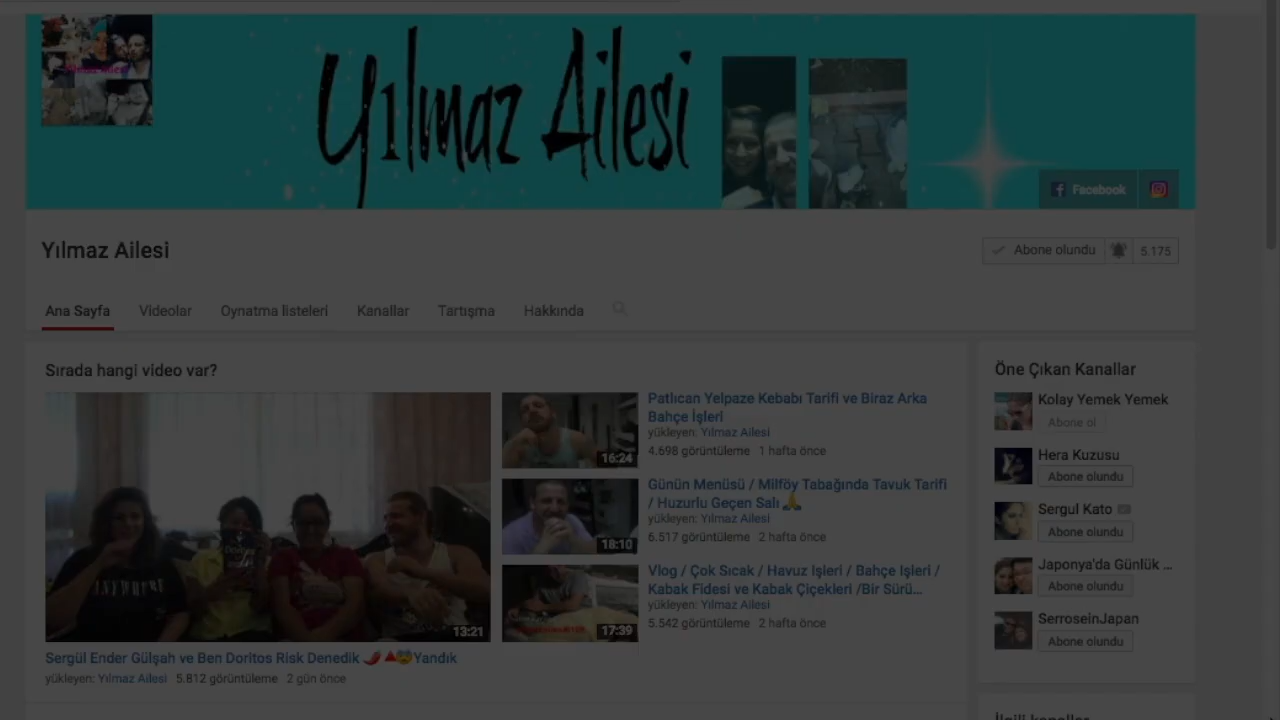 Yılmaz Ailesi
Facebook
Yılmaz Ailesi
Abone olundu
5.175
Ana Sayfa
Videolar
Oynatma listeleri
Kanallar
Tartışma
Hakkında
Sırada hangi video var?
13:21
Sergül Ender Gülşah ve Ben Doritos Risk Denedik 🌶️🔺😨Yandık
yükleyen: Yılmaz Ailesi 5.812 görüntüleme 2 gün önce
16:24
Patlıcan Yelpaze Kebabı Tarifi ve Biraz Arka
Bahçe İşleri
yükleyen: Yılmaz Ailesi
4.698 görüntüleme 1 hafta önce
18:10
Günün Menüsü / Milföy Tabağında Tavuk Tarifi
/ Huzurlu Geçen Salı 🙏
yükleyen: Yılmaz Ailesi
6.517 görüntüleme 2 hafta önce
17:39
Vlog / Çok Sıcak / Havuz Işleri / Bahçe Işleri /
Kabak Fidesi ve Kabak Çiçekleri /Bir Sürü...
yükleyen: Yılmaz Ailesi
5.542 görüntüleme 2 hafta önce
Öne Çıkan Kanallar
Kolay Yemek Yemek
Abone ol
Hera Kuzusu
Abone olundu
Sergul Kato
Abone olundu
Japonya'da Günlük ...
Abone olundu
SerroseinJapan
Abone olundu
İlgili kanallar